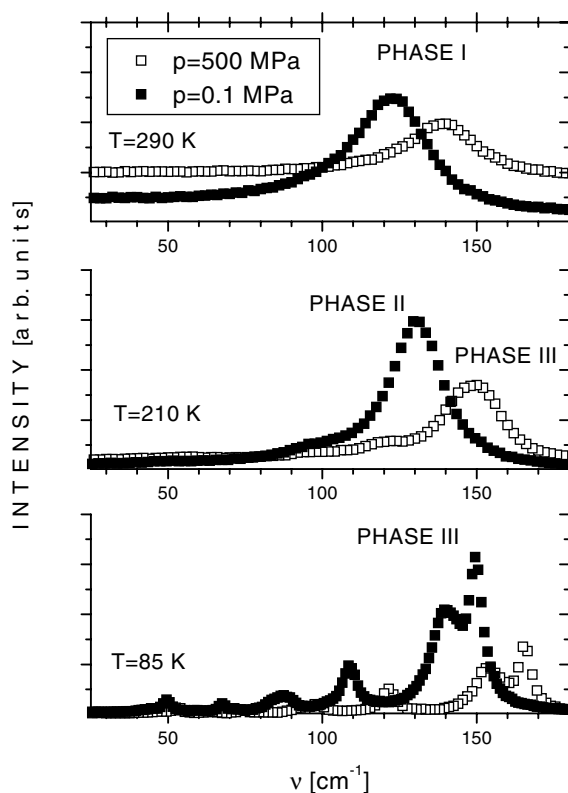 p=500 MPa
p=0.1 MPa
PHASE I
T=290 K
50
100
150
PHASE II
PHASE III
T=210 K
50
100
150
PHASE III
T=85 K
50
100
150
INTENSITY [arb.units]
ν [cm⁻¹]